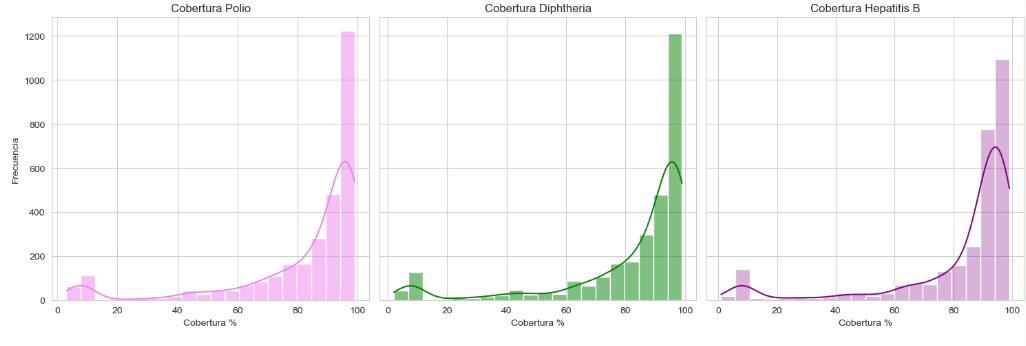 Cobertura Polio
Cobertura Diphtheria
Cobertura Hepatitis B
Frecuencia
1200
1000
800
600
400
200
0
0 20 40 60 80 100
0 20 40 60 80 100
0 20 40 60 80 100
Cobertura %
Cobertura %
Cobertura %